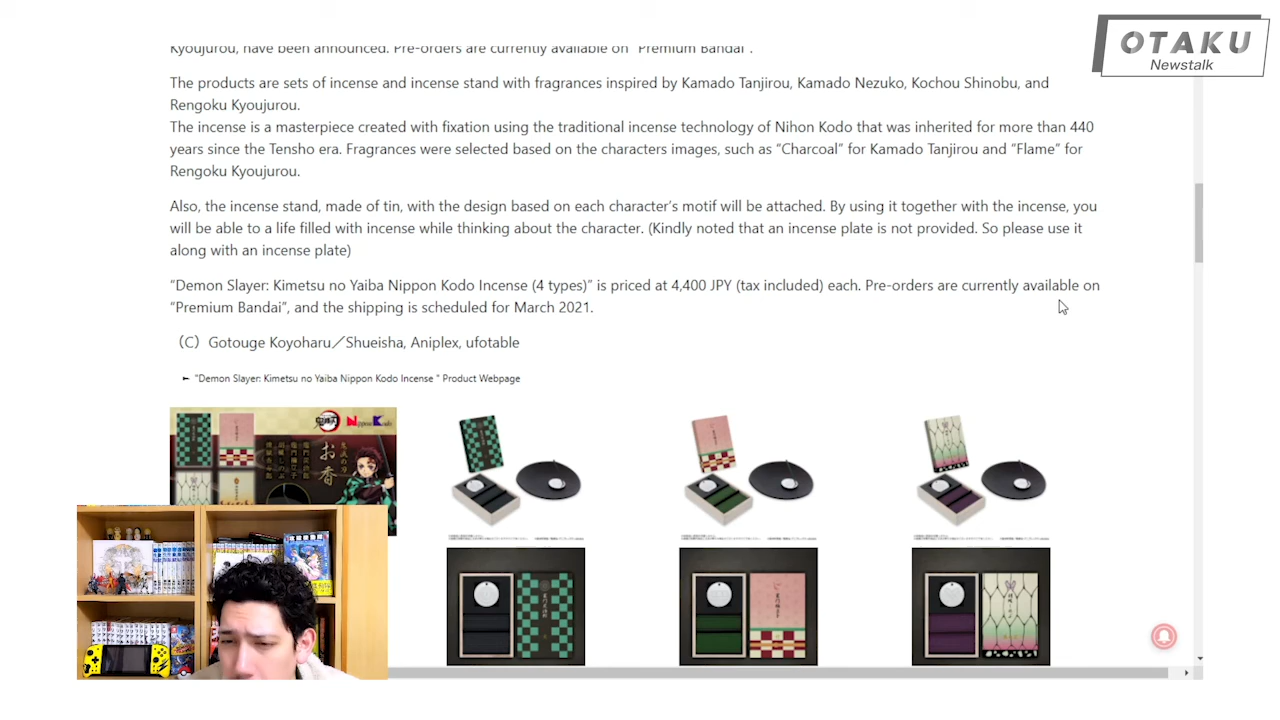 OTAKU
Newstalk
Kyoujurou, have been announced. Pre-orders are currently available on "Premium Bandai".
The products are sets of incense and incense stand with fragrances inspired by Kamado Tanjirou, Kamado Nezuko, Kochou Shinobu, and
Rengoku Kyoujurou.
The incense is a masterpiece created with fixation using the traditional incense technology of Nihon Kodo that was inherited for more than 440
years since the Tensho era. Fragrances were selected based on the characters images, such as “Charcoal” for Kamado Tanjirou and “Flame” for
Rengoku Kyoujurou.
Also, the incense stand, made of tin, with the design based on each character’s motif will be attached. By using it together with the incense, you
will be able to a life filled with incense while thinking about the character. (Kindly noted that an incense plate is not provided. So please use it
along with an incense plate)
“Demon Slayer: Kimetsu no Yaiba Nippon Kodo Incense (4 types)” is priced at 4,400 JPY (tax included) each. Pre-orders are currently available on
“Premium Bandai”, and the shipping is scheduled for March 2021.
（C）Gotouge Koyoharu／Shueisha, Aniplex, ufotable
► "Demon Slayer: Kimetsu no Yaiba Nippon Kodo Incense " Product Webpage
鬼滅の刃
お香